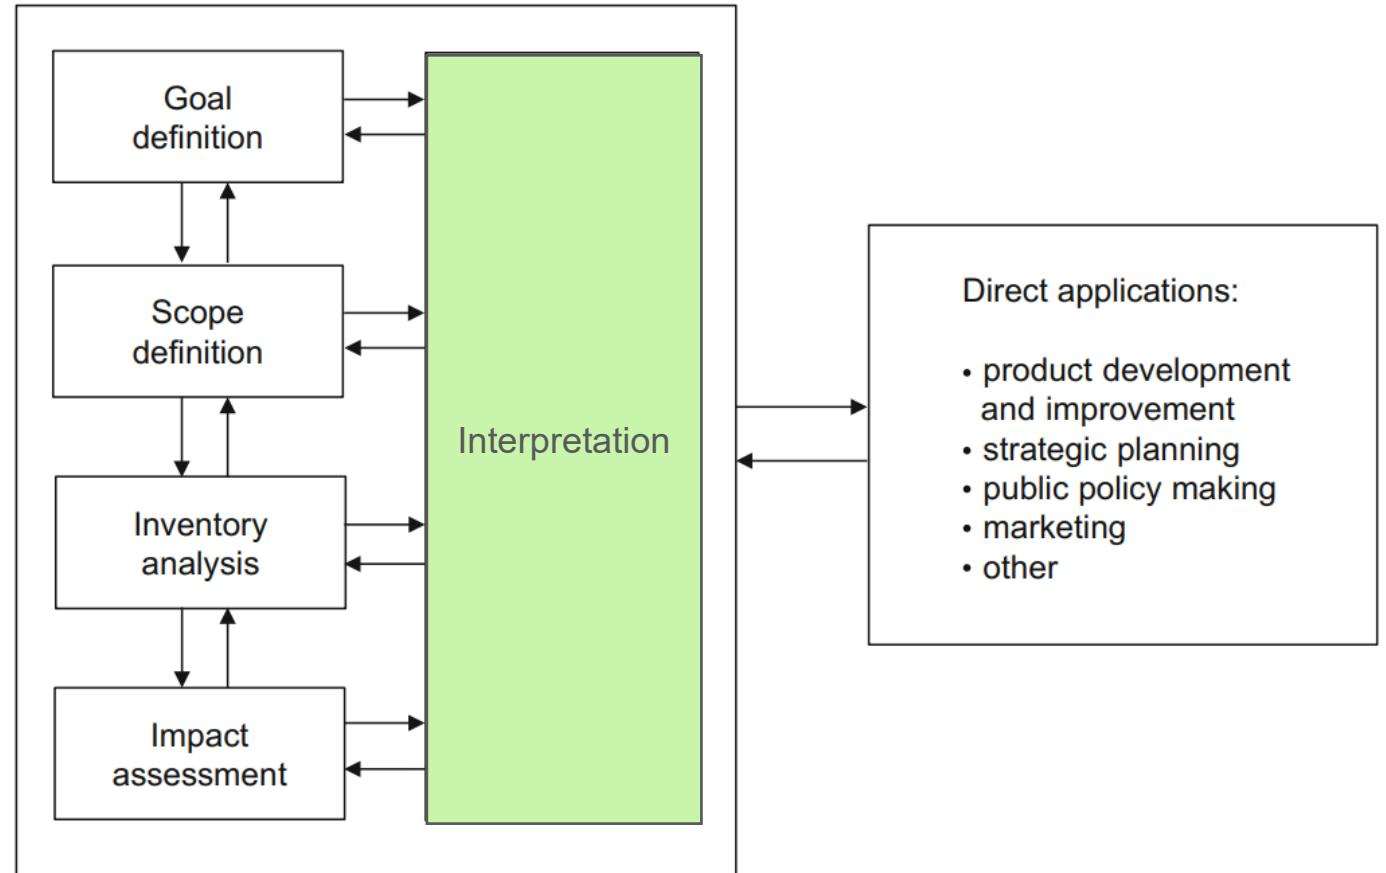 Goal
definition
Scope
definition
Inventory
analysis
Impact
assessment
Interpretation
Direct applications:
• product development
and improvement
• strategic planning
• public policy making
• marketing
• other